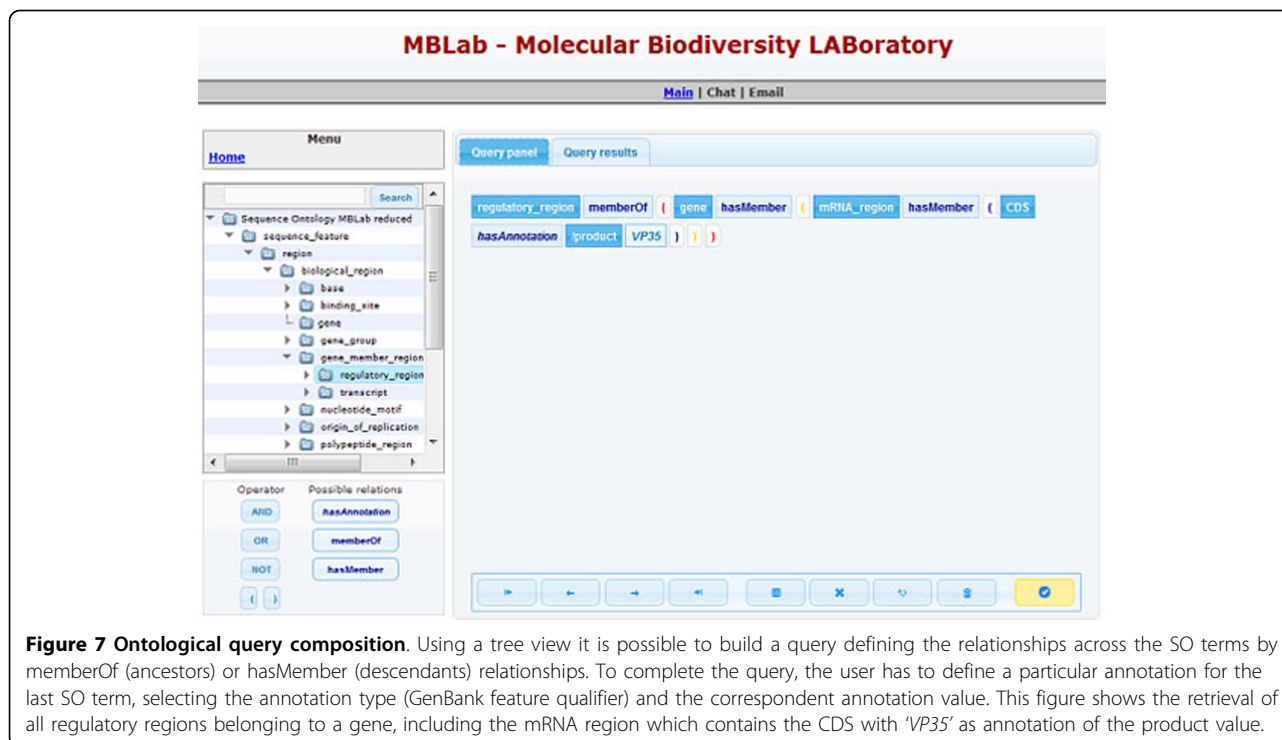 MBLab - Molecular Biodiversity LABoratory
Main | Chat | Email
Menu
Home
Search
Sequence Ontology MBLab reduced
sequence_feature
region
biological_region
base
binding_site
gene
gene_group
gene_member_region
regulatory_region
transcript
nucleotide_motif
origin_of_replication
polypeptide_region
Operator Possible relations
AND hasAnnotation
OR memberOf
NOT hasMember
( )
Query panel Query results
regulatory_region memberOf ( gene hasMember ( mRNA_region hasMember ( CDS
hasAnnotation /product VP35 ) ) )
Figure 7 Ontological query composition. Using a tree view it is possible to build a query defining the relationships across the SO terms by
memberOf (ancestors) or hasMember (descendants) relationships. To complete the query, the user has to define a particular annotation for the
last SO term, selecting the annotation type (GenBank feature qualifier) and the correspondent annotation value. This figure shows the retrieval of
all regulatory regions belonging to a gene, including the mRNA region which contains the CDS with 'VP35' as annotation of the product value.